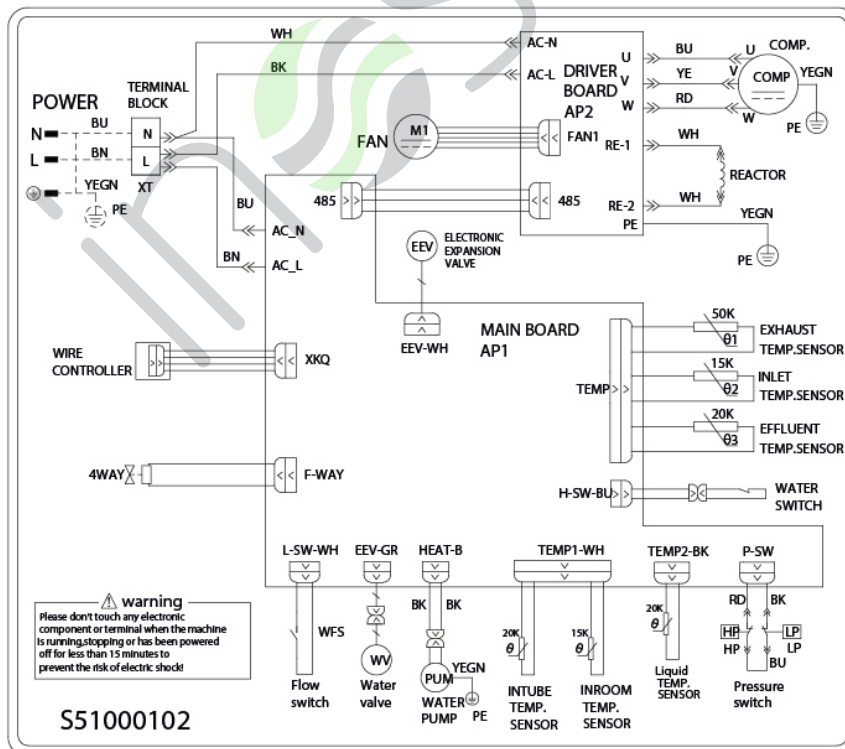 WH
BK
AC-N
AC-L
DRIVER
BOARD
AP2
U
V
W
BU
YE
RD
U
V
W
COMP.
COMP
YEGN
PE
POWER
TERMINAL
BLOCK
N
L
BU
BN
YEGN
PE
N
L
XT
FAN
M1
FAN1
RE-1
RE-2
WH
WH
REACTOR
PE
YEGN
PE
485
485
BU
BN
AC_N
AC_L
EEV
ELECTRONIC
EXPANSION
VALVE
EEV-WH
MAIN BOARD
AP1
WIRE
CONTROLLER
XKQ
TEMP
50K
θ1
EXHAUST
TEMP.SENSOR
15K
θ2
INLET
TEMP.SENSOR
20K
θ3
EFFLUENT
TEMP.SENSOR
4WAY
F-WAY
H-SW-BU
WATER
SWITCH
L-SW-WH
EEV-GR
HEAT-B
TEMP1-WH
TEMP2-BK
P-SW
WFS
Flow
switch
WV
Water
valve
BK
BK
PUM
YEGN
PE
WATER
PUMP
20K
θ
INTUBE
TEMP.
SENSOR
15K
θ
INROOM
TEMP.
SENSOR
20K
θ
Liquid
TEMP.
SENSOR
RD
BK
HP
LP
HP
LP
BU
Pressure
switch
warning
Please don't touch any electronic
component or terminal when the machine
is running,stopping or has been powered
off for less than 15 minutes to
prevent the risk of electric shock!
S51000102